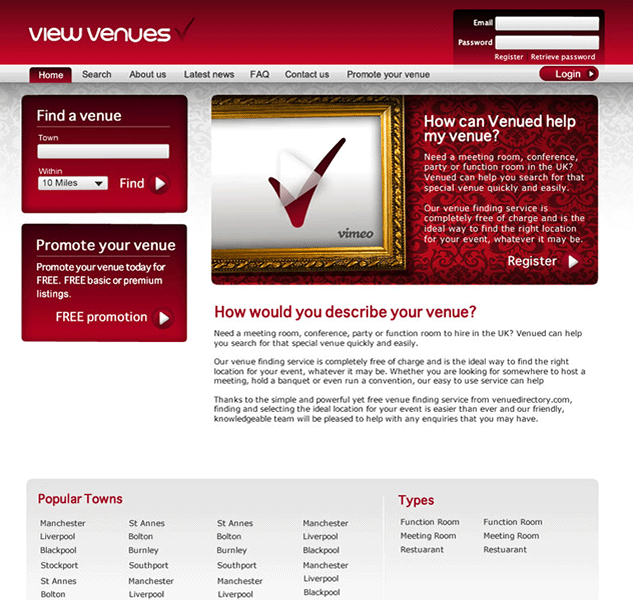 view venues
Email
Password
Register Retrieve password
Home Search About us Latest news FAQ Contact us Promote your venue
Login
Find a venue
Town
Within
10 Miles
Find
Promote your venue
Promote your venue today for
FREE. FREE basic or premium
listings.
FREE promotion
vimeo
How can Venued help
my venue?
Need a meeting room, conference,
party or function room in the UK?
Venued can help you search for that
special venue quickly and easily.
Our venue finding service is
completely free of charge and is the
ideal way to find the right location
for your event, whatever it may be.
Register
How would you describe your venue?
Need a meeting room, conference, party or function room to hire in the UK? Venued can help
you search for that special venue quickly and easily.
Our venue finding service is completely free of charge and is the ideal way to find the right
location for your event, whatever it may be. Whether you are looking for somewhere to host a
meeting, hold a banquet or even run a convention, our easy to use service can help
Thanks to the simple and powerful yet free venue finding service from venuedirectory.com,
finding and selecting the ideal location for your event is easier than ever and our friendly,
knowledgeable team will be pleased to help with any enquiries that you may have.
Popular Towns
Manchester St Annes St Annes Manchester
Liverpool Bolton Bolton Liverpool
Blackpool Burnley Burnley Blackpool
Stockport Southport Southport Manchester
St Annes Manchester Manchester Liverpool
Bolton Liverpool Liverpool Blackpool
Types
Function Room Function Room
Meeting Room Meeting Room
Restuarant Restuarant